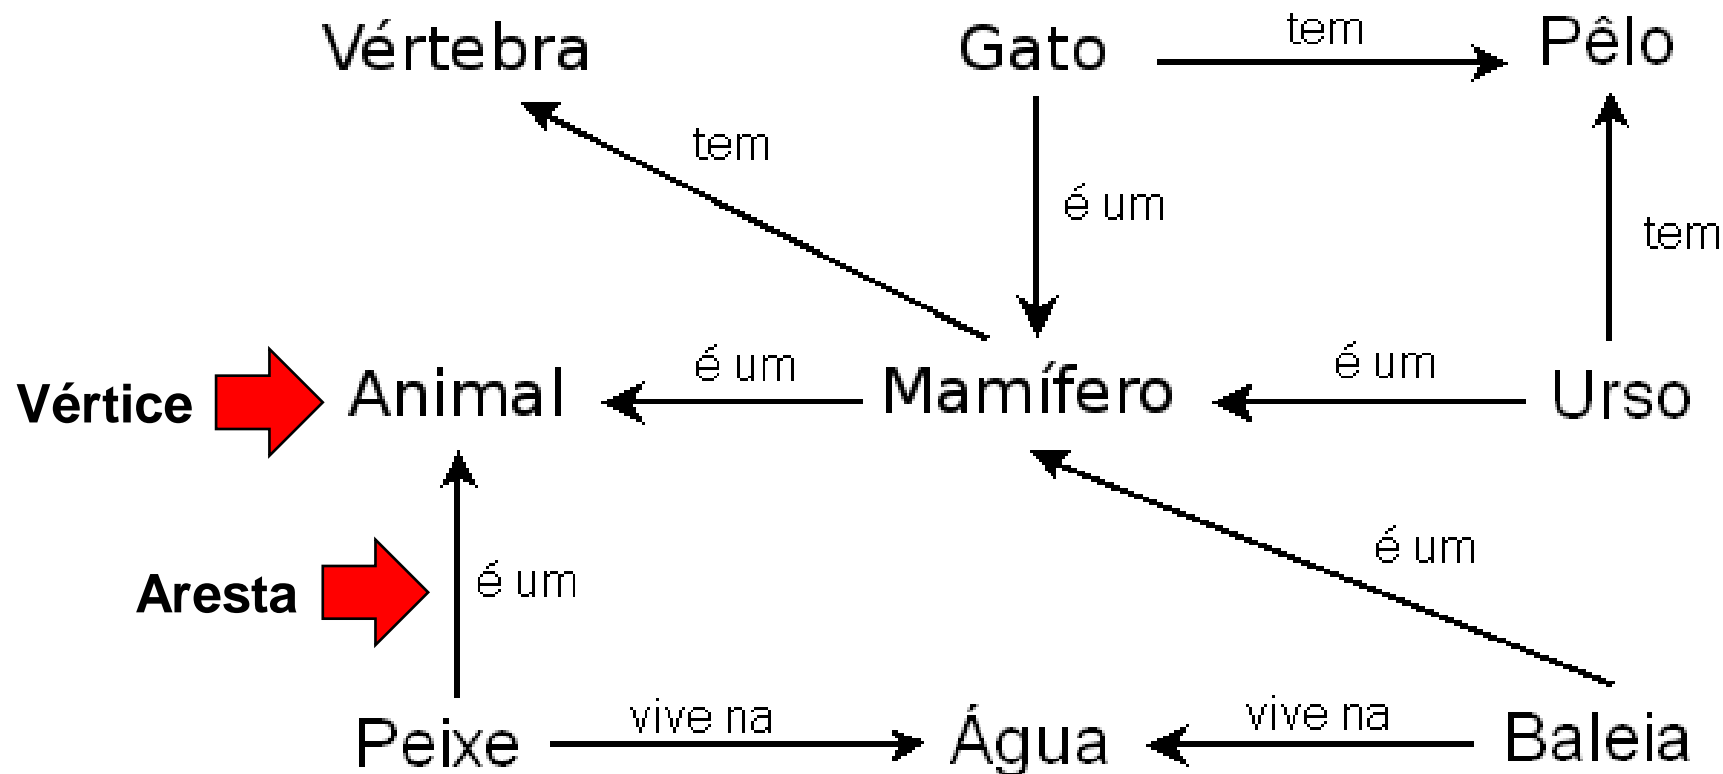 Vértebra
Gato
tem
Pêlo
tem
é um
tem
Vértice
Animal
é um
Mamífero
é um
Urso
é um
Aresta
é um
Peixe
vive na
Água
vive na
Baleia